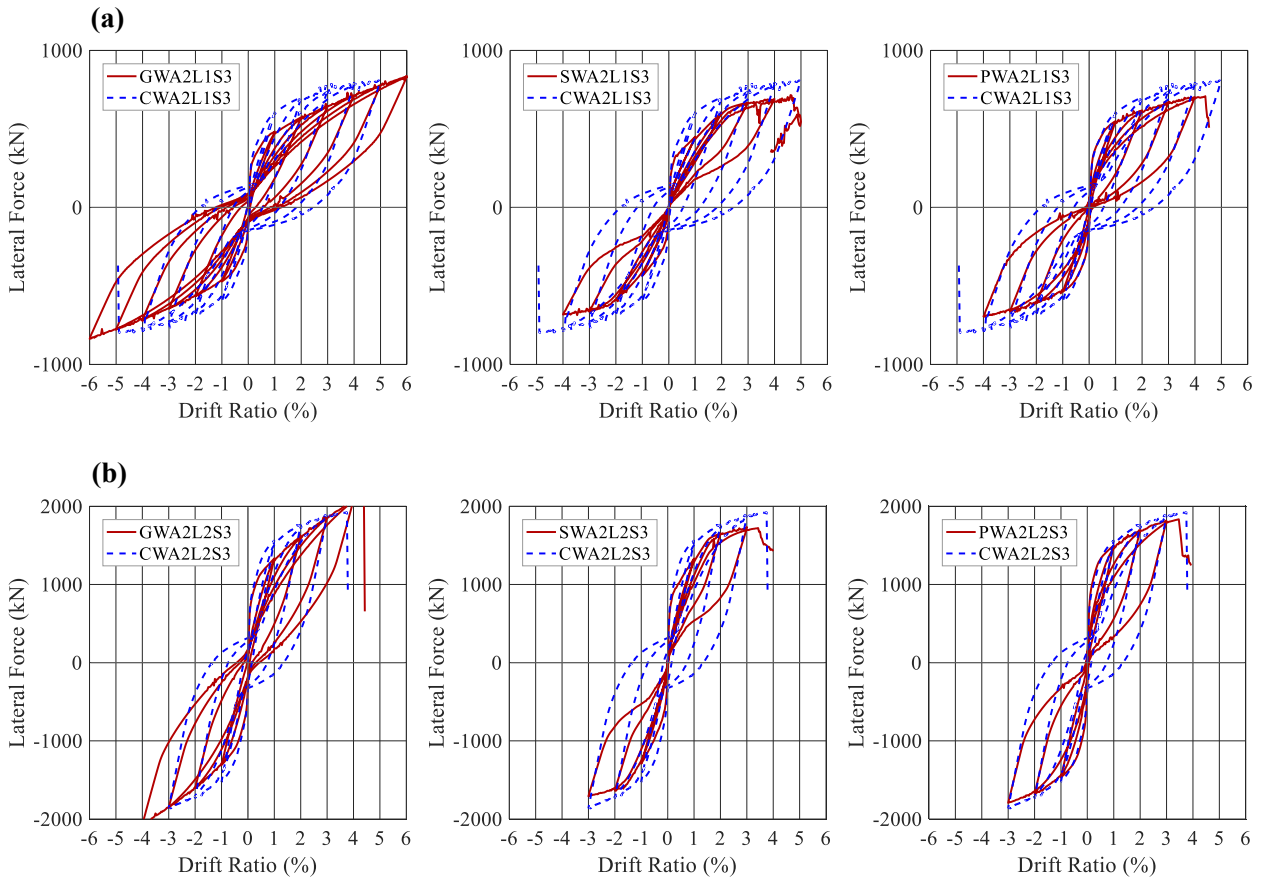 (a)
1000
0
-1000
Lateral Force (kN)
GWA2L1S3
CWA2L1S3
-6 -5 -4 -3 -2 -1 0 1 2 3 4 5 6
Drift Ratio (%)
1000
0
-1000
Lateral Force (kN)
SWA2L1S3
CWA2L1S3
-6 -5 -4 -3 -2 -1 0 1 2 3 4 5 6
Drift Ratio (%)
1000
0
-1000
Lateral Force (kN)
PWA2L1S3
CWA2L1S3
-6 -5 -4 -3 -2 -1 0 1 2 3 4 5 6
Drift Ratio (%)
(b)
2000
1000
0
-1000
-2000
Lateral Force (kN)
GWA2L2S3
CWA2L2S3
-6 -5 -4 -3 -2 -1 0 1 2 3 4 5 6
Drift Ratio (%)
2000
1000
0
-1000
-2000
Lateral Force (kN)
SWA2L2S3
CWA2L2S3
-6 -5 -4 -3 -2 -1 0 1 2 3 4 5 6
Drift Ratio (%)
2000
1000
0
-1000
-2000
Lateral Force (kN)
PWA2L2S3
CWA2L2S3
-6 -5 -4 -3 -2 -1 0 1 2 3 4 5 6
Drift Ratio (%)